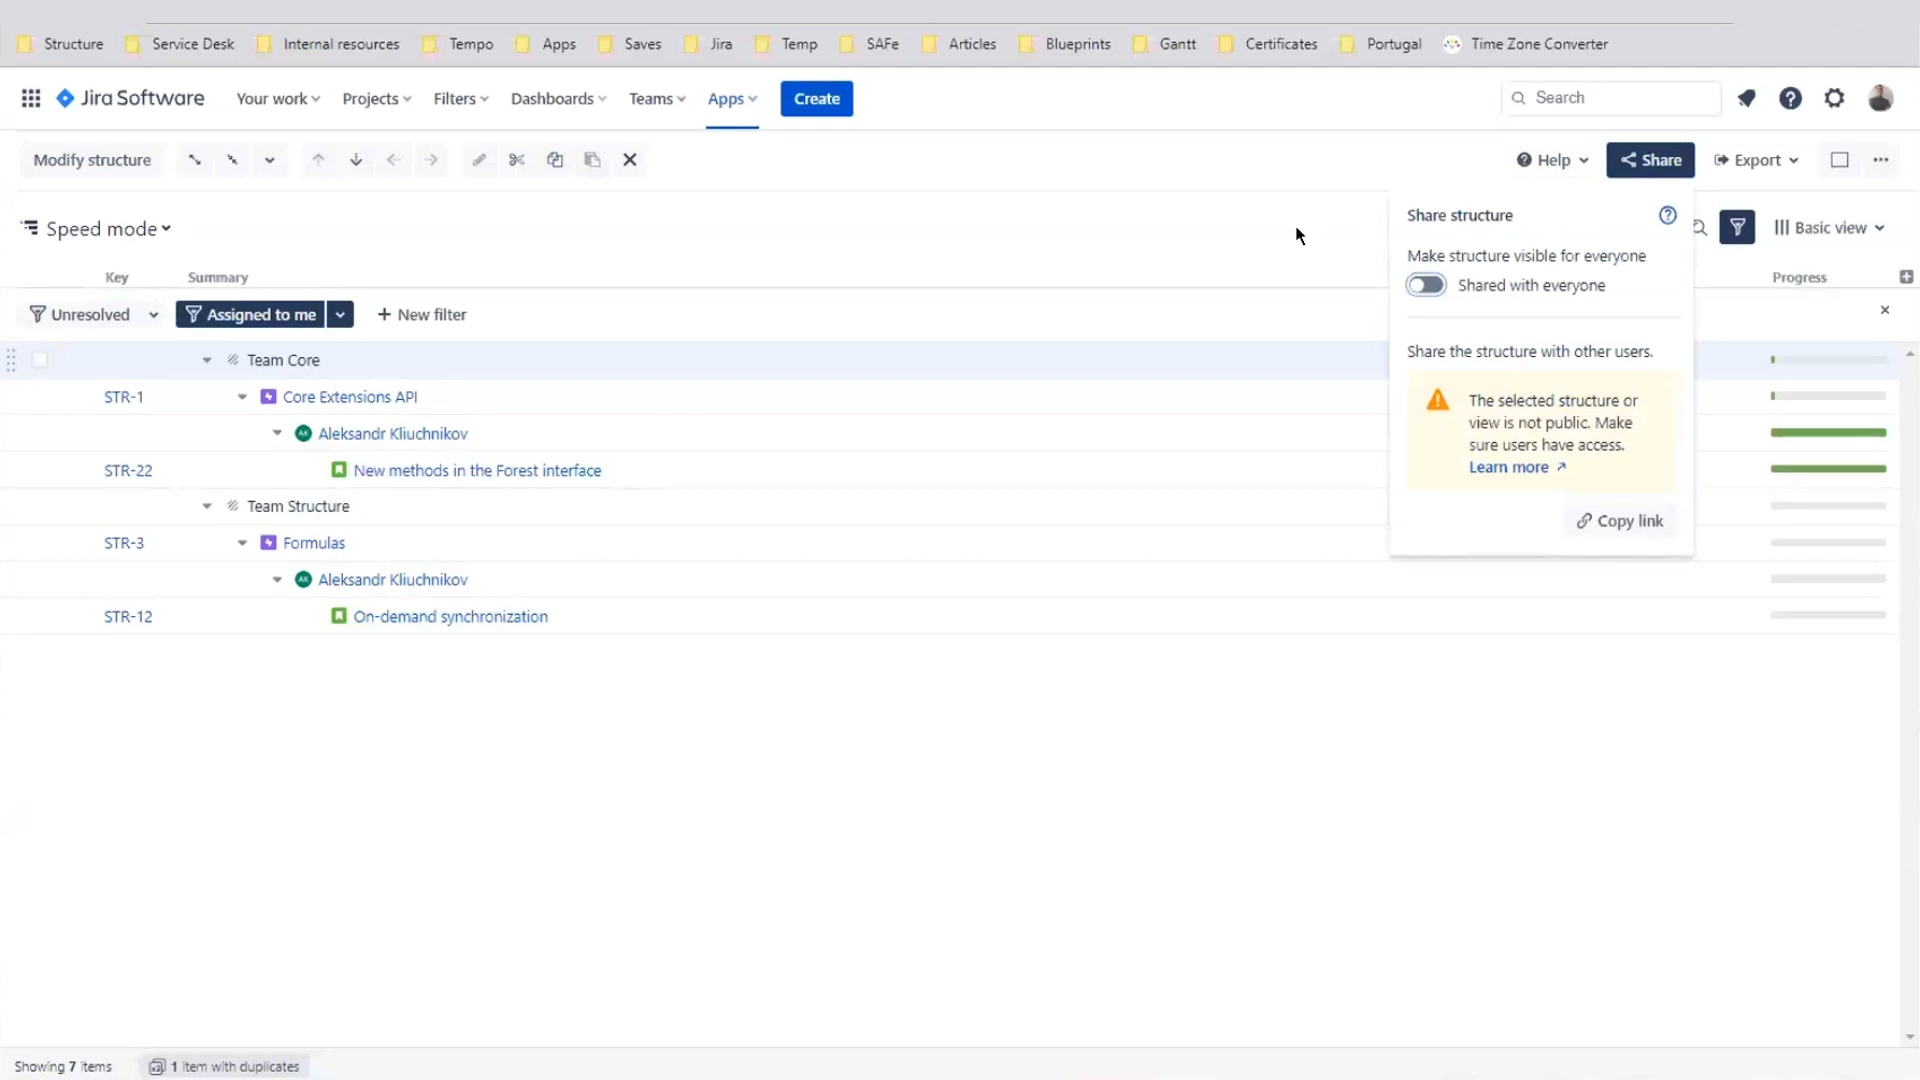 Structure Service Desk Internal resources Tempo Apps Saves Jira Temp SAFe Articles Blueprints Gantt Certificates Portugal Time Zone Converter
Jira Software Your work Projects Filters Dashboards Teams Apps Create Search
Modify structure Help Share Export
Speed mode Basic view
Share structure
Make structure visible for everyone
Shared with everyone
Share the structure with other users.
The selected structure or
view is not public. Make
sure users have access.
Learn more
Copy link
Key Summary Progress
Unresolved Assigned to me + New filter
Team Core
STR-1 Core Extensions API
AK Aleksandr Kliuchnikov
STR-22 New methods in the Forest interface
Team Structure
STR-3 Formulas
AK Aleksandr Kliuchnikov
STR-12 On-demand synchronization
Showing 7 items 1 item with duplicates